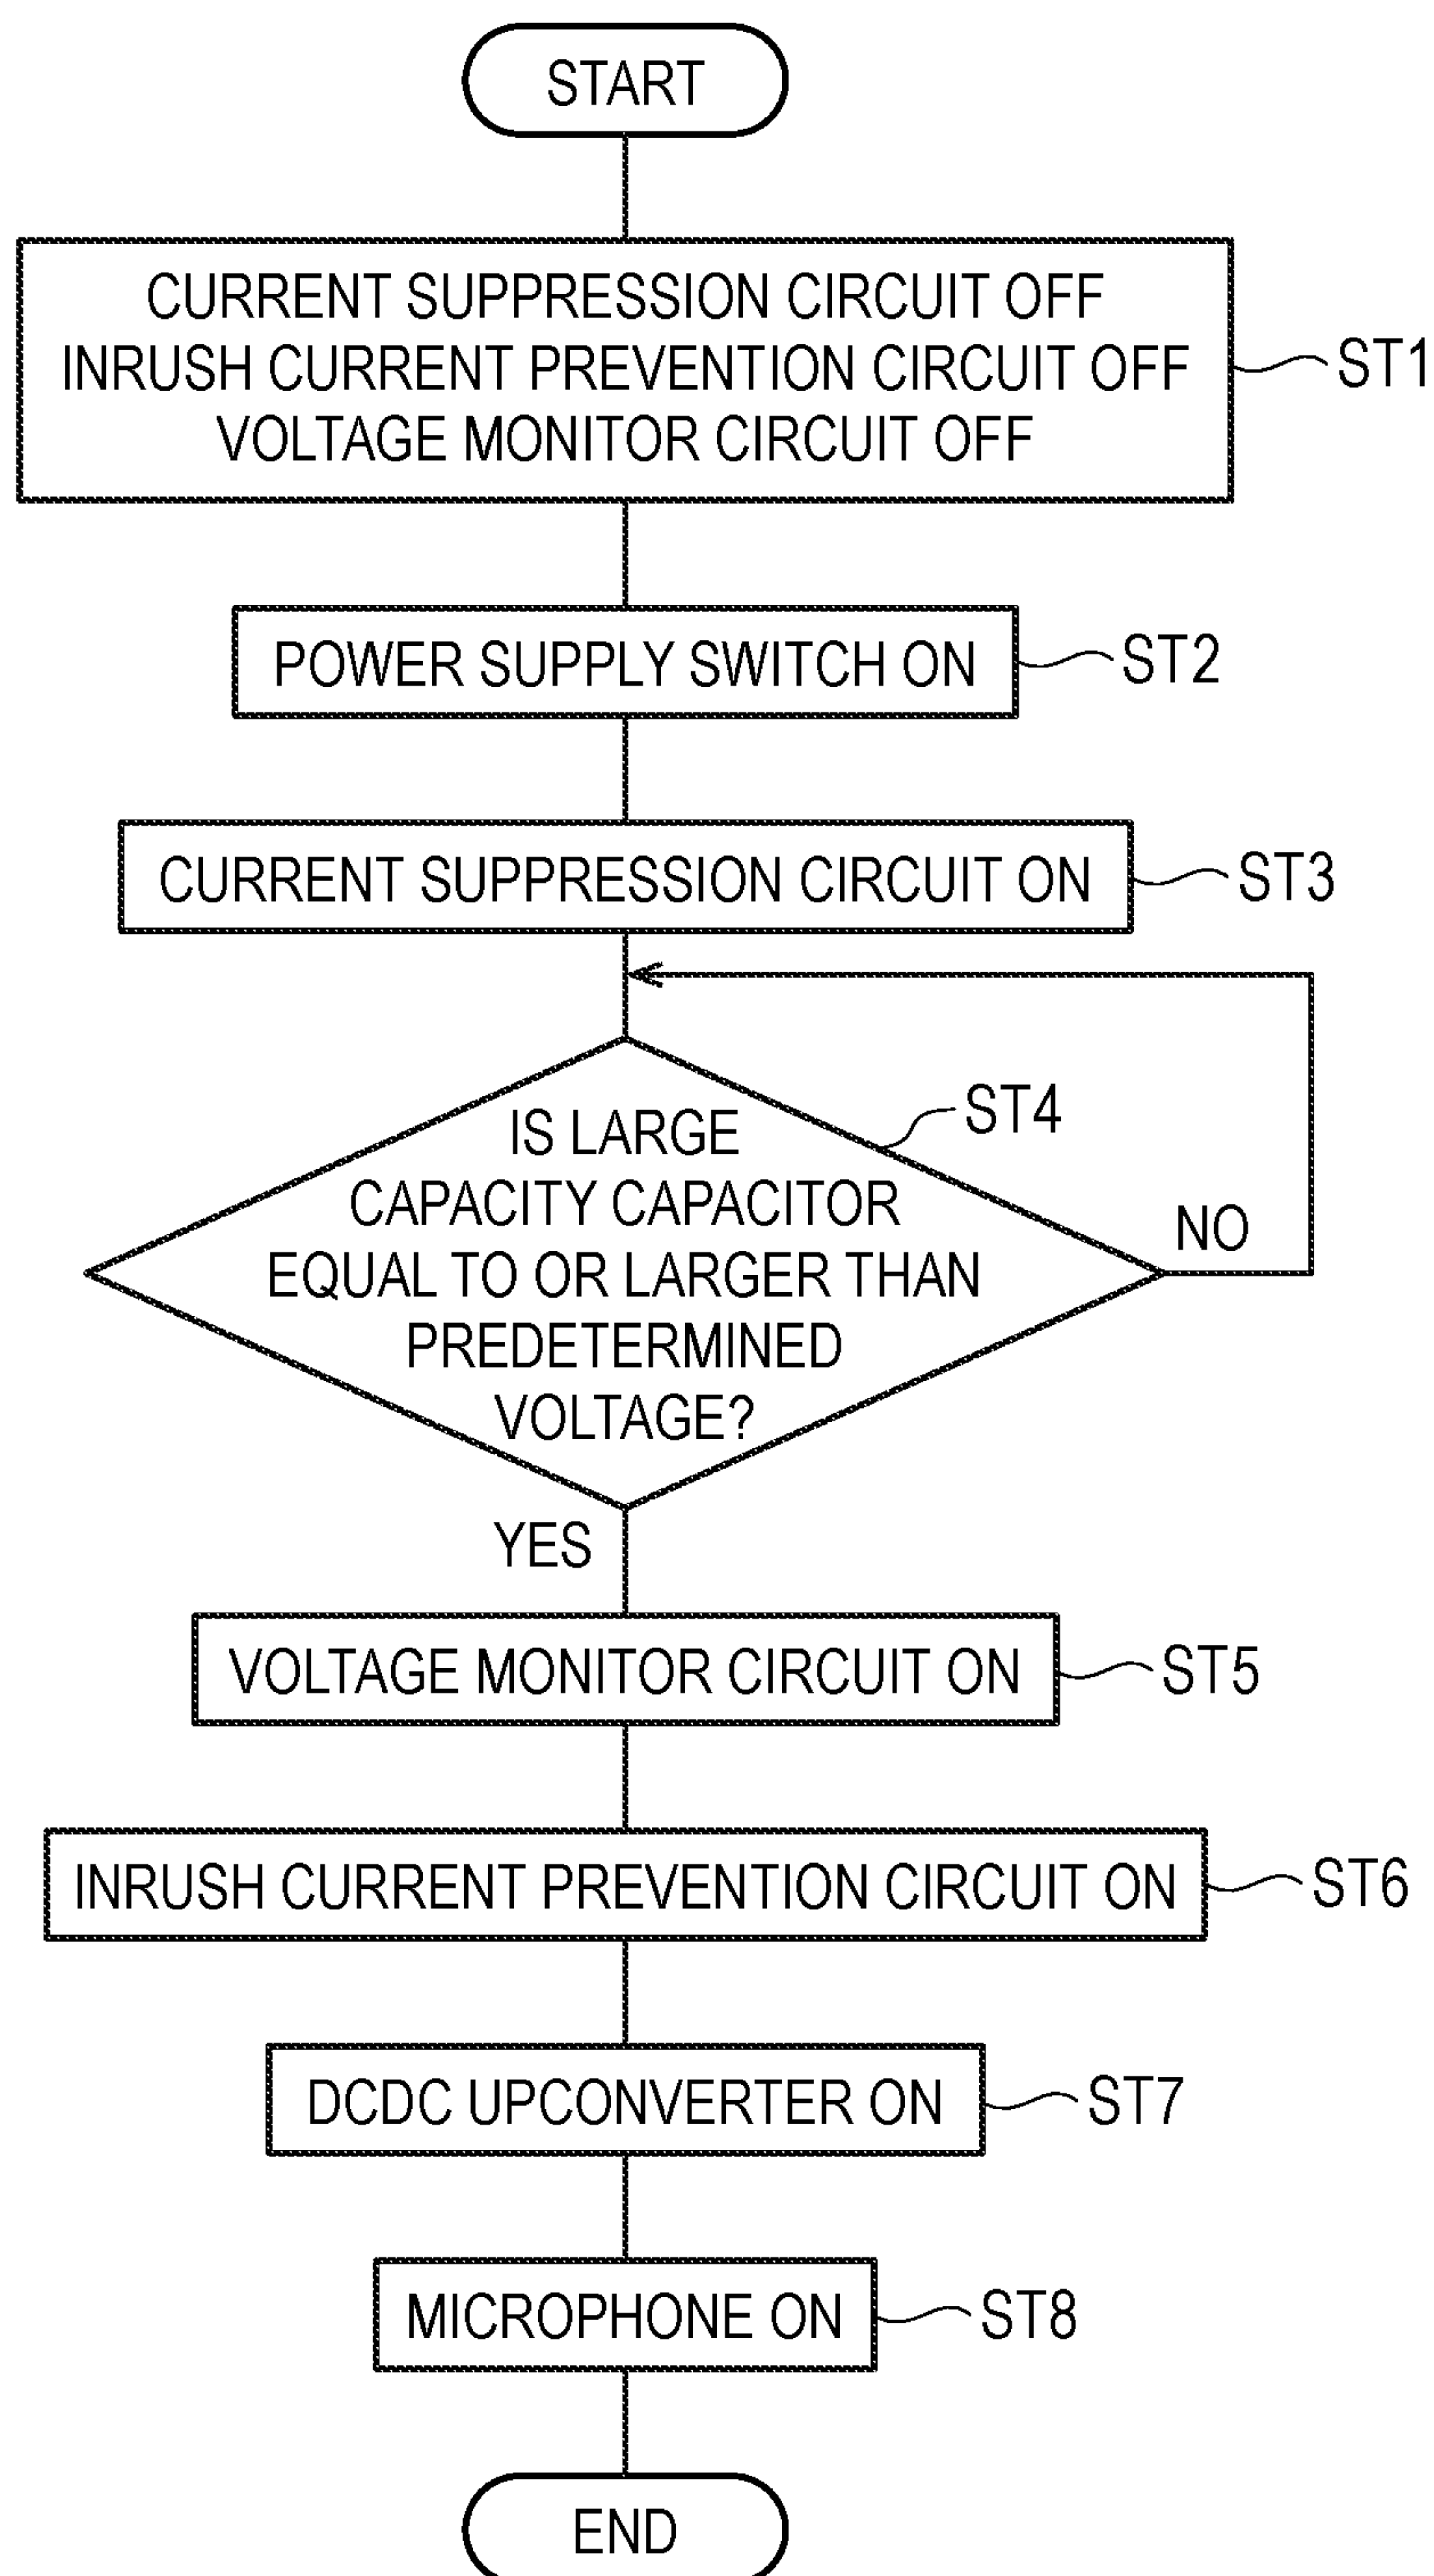 START
CURRENT SUPPRESSION CIRCUIT OFF
INRUSH CURRENT PREVENTION CIRCUIT OFF
VOLTAGE MONITOR CIRCUIT OFF
ST1
POWER SUPPLY SWITCH ON
ST2
CURRENT SUPPRESSION CIRCUIT ON
ST3
ST4
IS LARGE
CAPACITY CAPACITOR
EQUAL TO OR LARGER THAN
PREDETERMINED
VOLTAGE?
NO
YES
VOLTAGE MONITOR CIRCUIT ON
ST5
INRUSH CURRENT PREVENTION CIRCUIT ON
ST6
DCDC UPCONVERTER ON
ST7
MICROPHONE ON
ST8
END